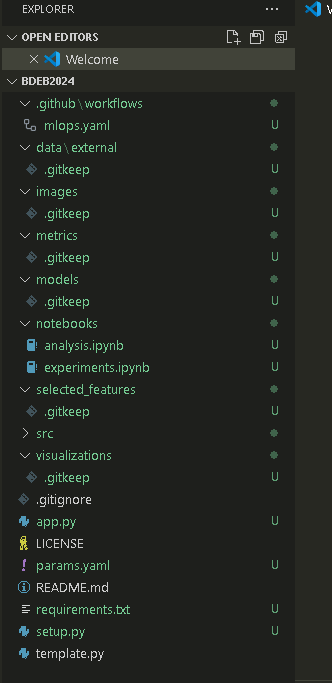 EXPLORER
OPEN EDITORS
Welcome
BDEB2024
.github\workflows
mlops.yaml U
data\external
.gitkeep U
images
.gitkeep U
metrics
.gitkeep U
models
.gitkeep U
notebooks
analysis.ipynb U
experiments.ipynb U
selected_features
.gitkeep U
src
visualizations
.gitkeep U
.gitignore
app.py U
LICENSE
params.yaml U
README.md
requirements.txt U
setup.py U
template.py